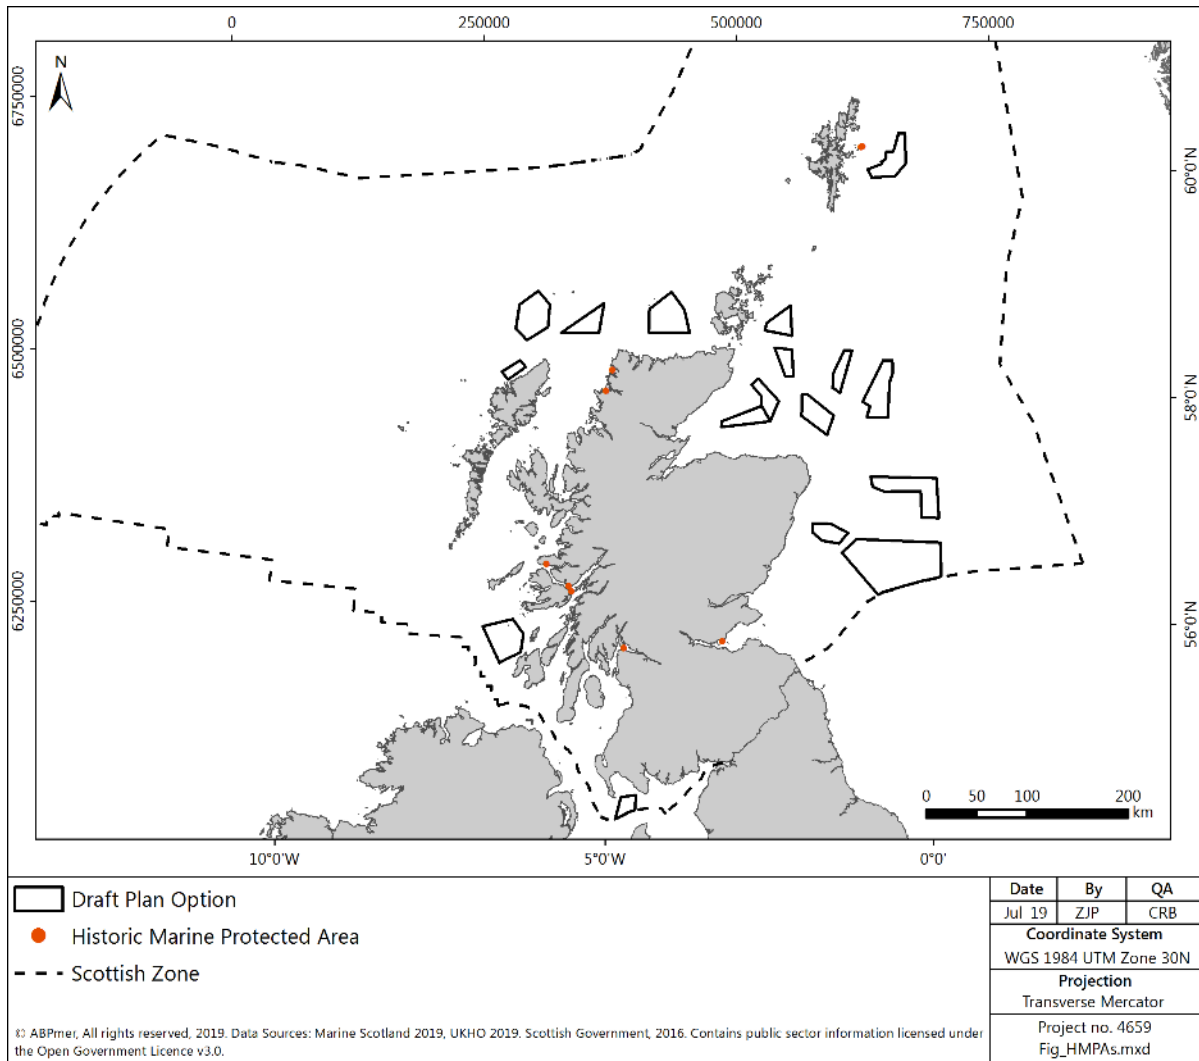 0 250000 500000 750000
N
6750000
6500000
6250000
60°0'N
58°0'N
56°0'N
0 50 100 200
km
10°0'W 5°0'W 0°0'
Draft Plan Option
Historic Marine Protected Area
Scottish Zone
Date By QA
Jul 19 ZJP CRB
Coordinate System
WGS 1984 UTM Zone 30N
Projection
Transverse Mercator
Project no. 4659
Fig_HMPAs.mxd
© ABPmer, All rights reserved, 2019. Data Sources: Marine Scotland 2019, UKHO 2019. Scottish Government, 2016. Contains public sector information licensed under
the Open Government Licence v3.0.